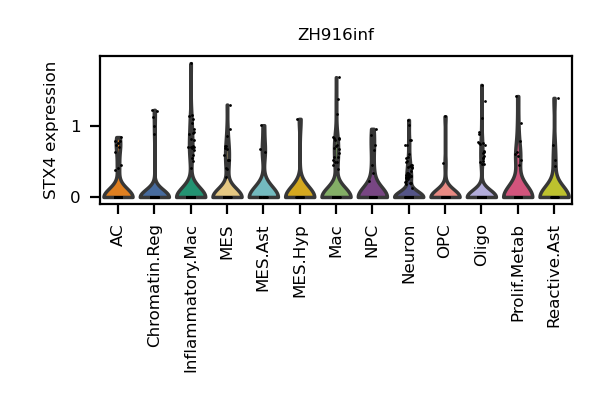 ZH916inf
STX4 expression
1
0
AC
Chromatin.Reg
Inflammatory.Mac
MES
MES.Ast
MES.Hyp
Mac
NPC
Neuron
OPC
Oligo
Prolif.Metab
Reactive.Ast